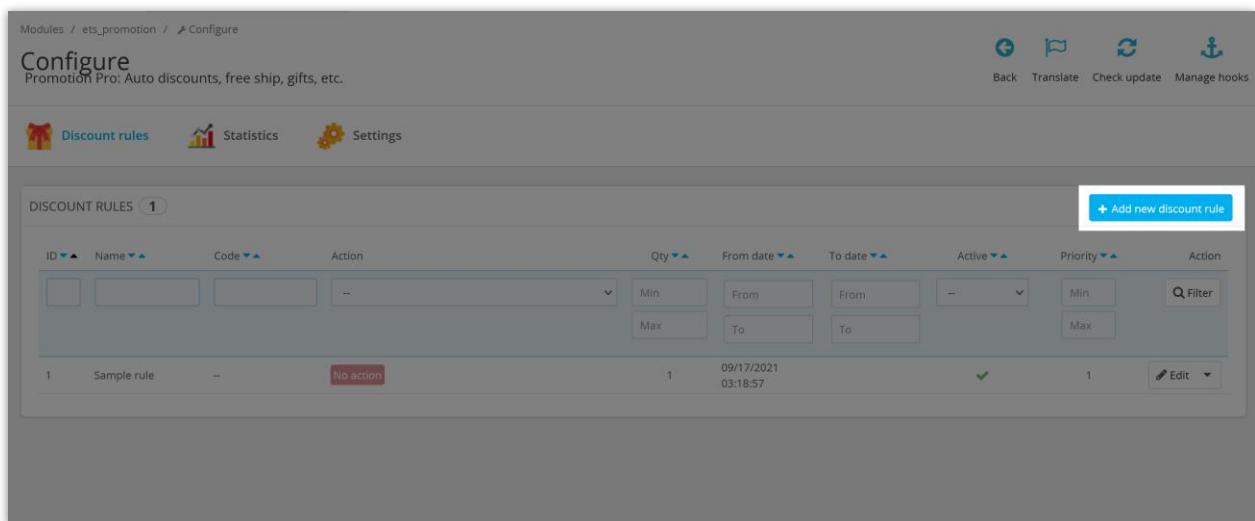 Modules / ets_promotion / Configure
Configure
Promotion Pro: Auto discounts, free ship, gifts, etc.
Back Translate Check update Manage hooks
Discount rules Statistics Settings
DISCOUNT RULES 1
+ Add new discount rule
ID Name Code Action Qty From date To date Active Priority Action
-- Min From From -- Min Filter
Max To To Max
1 Sample rule -- No action 1 09/17/2021 1 Edit
03:18:57